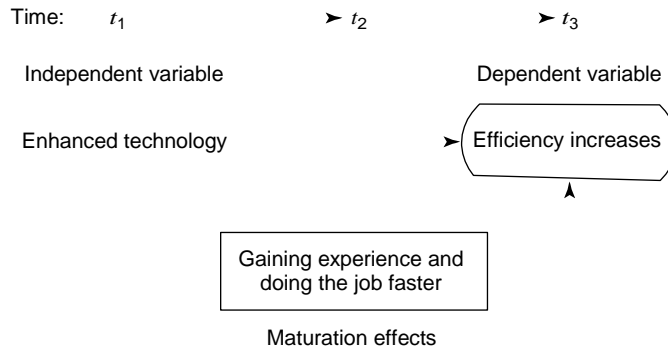 Time: t1 t2 t3
Independent variable Dependent variable
Enhanced technology Efficiency increases
Gaining experience and
doing the job faster
Maturation effects